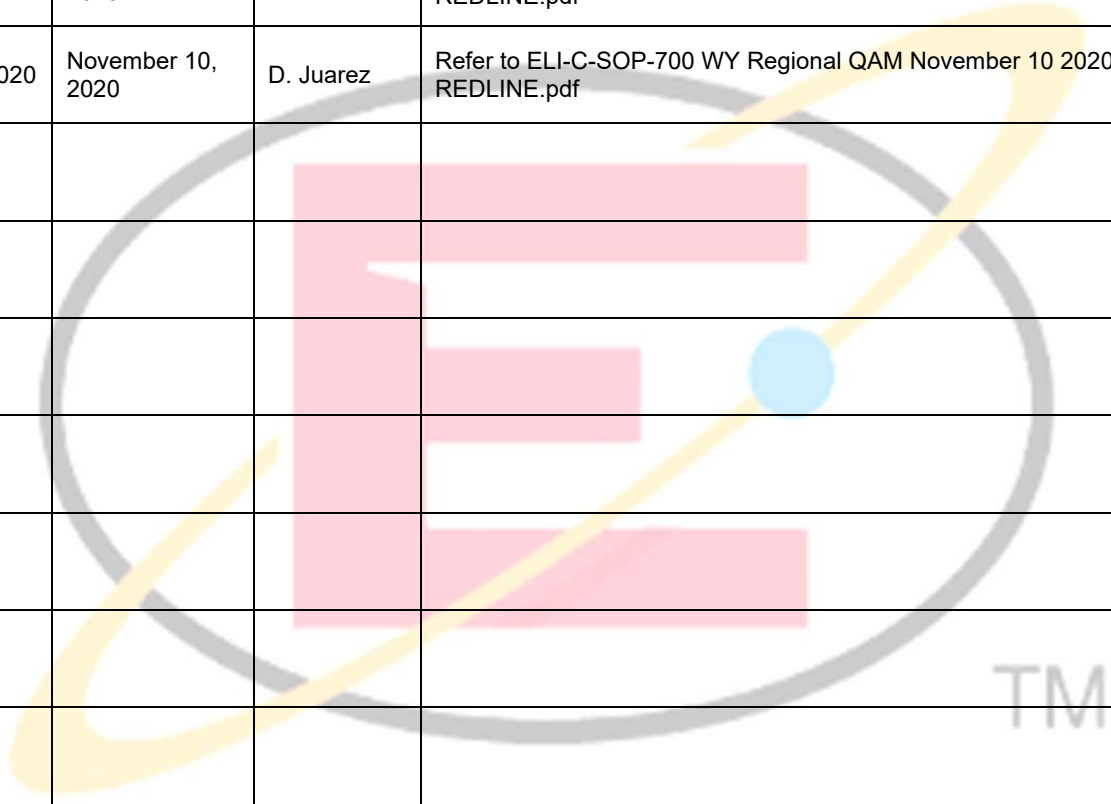 REDLINE.pdf
020
November 10,
2020
D. Juarez
Refer to ELI-C-SOP-700 WY Regional QAM November 10 2020
REDLINE.pdf
E
TM